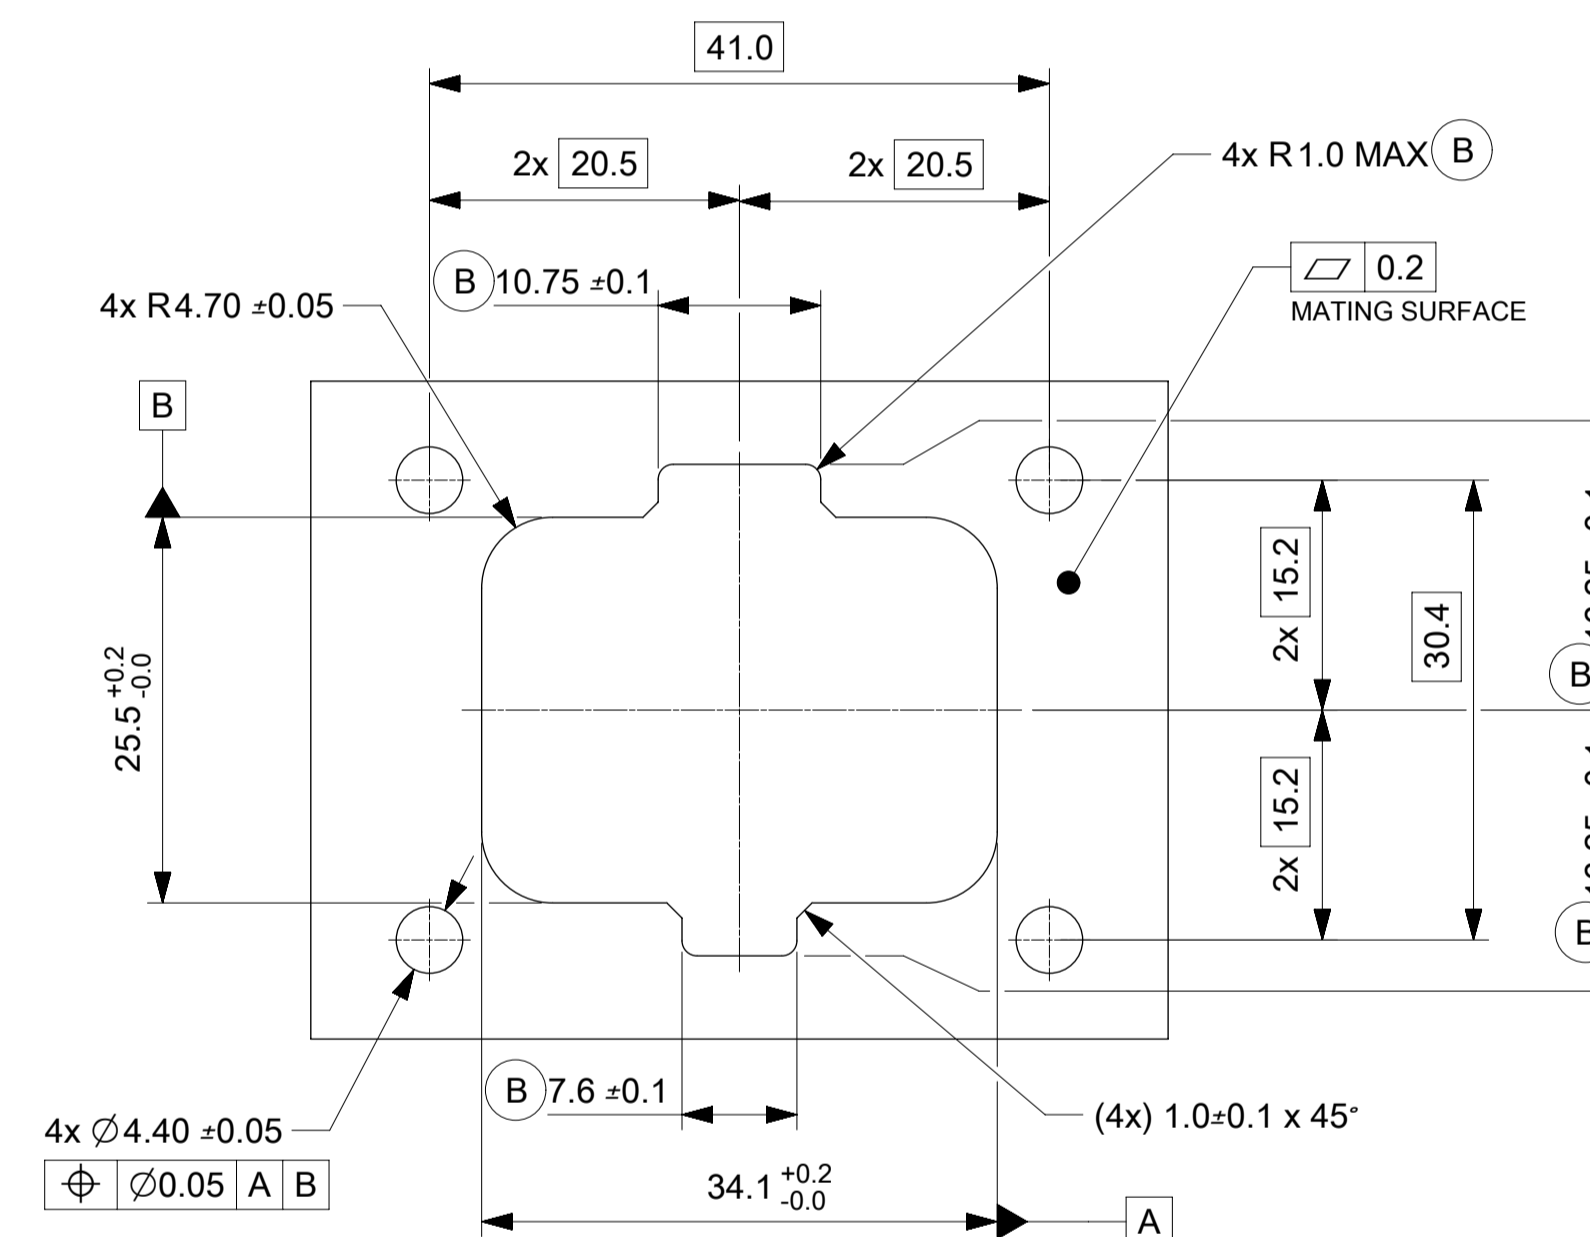 41.0
2x 20.5
2x 20.5
4x R1.0 MAX B
B 10.75 ±0.1
0.2
MATING SURFACE
4x R4.70 ±0.05
B
2x 15.2
30.4
25.5 +0.2 -0.0
B
2x 15.2
B
B 7.6 ±0.1
(4x) 1.0±0.1 x 45°
4x Ø4.40 ±0.05
⌖ Ø0.05 A B
34.1 +0.2 -0.0
A